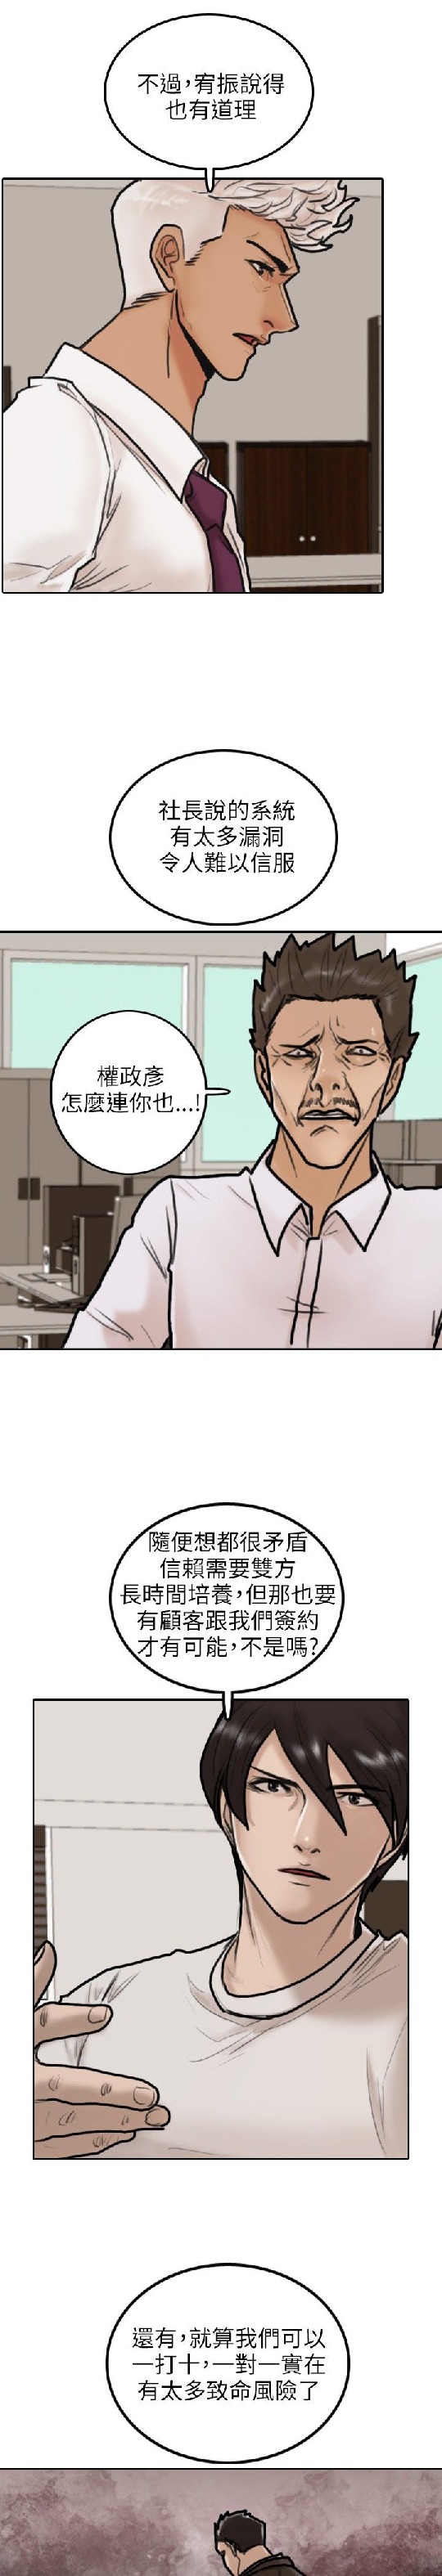 不過,宥振說得
也有道理
社長說的系統
有太多漏洞
令人難以信服
權政彥
怎麼連你也...!
隨便想都很矛盾
信賴需要雙方
長時間培養,但那也要
有顧客跟我們簽約
才有可能,不是嗎?
還有,就算我們可以
一打十,一對一實在
有太多致命風險了